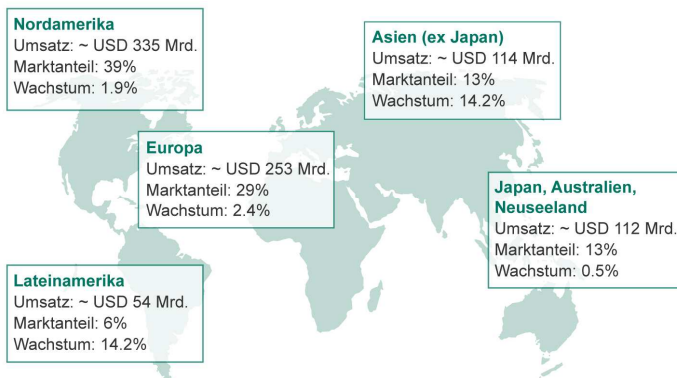 Nordamerika
Umsatz: ~ USD 335 Mrd.
Marktanteil: 39%
Wachstum: 1.9%
Asien (ex Japan)
Umsatz: ~ USD 114 Mrd.
Marktanteil: 13%
Wachstum: 14.2%
Europa
Umsatz: ~ USD 253 Mrd.
Marktanteil: 29%
Wachstum: 2.4%
Japan, Australien,
Neuseeland
Umsatz: ~ USD 112 Mrd.
Marktanteil: 13%
Wachstum: 0.5%
Lateinamerika
Umsatz: ~ USD 54 Mrd.
Marktanteil: 6%
Wachstum: 14.2%